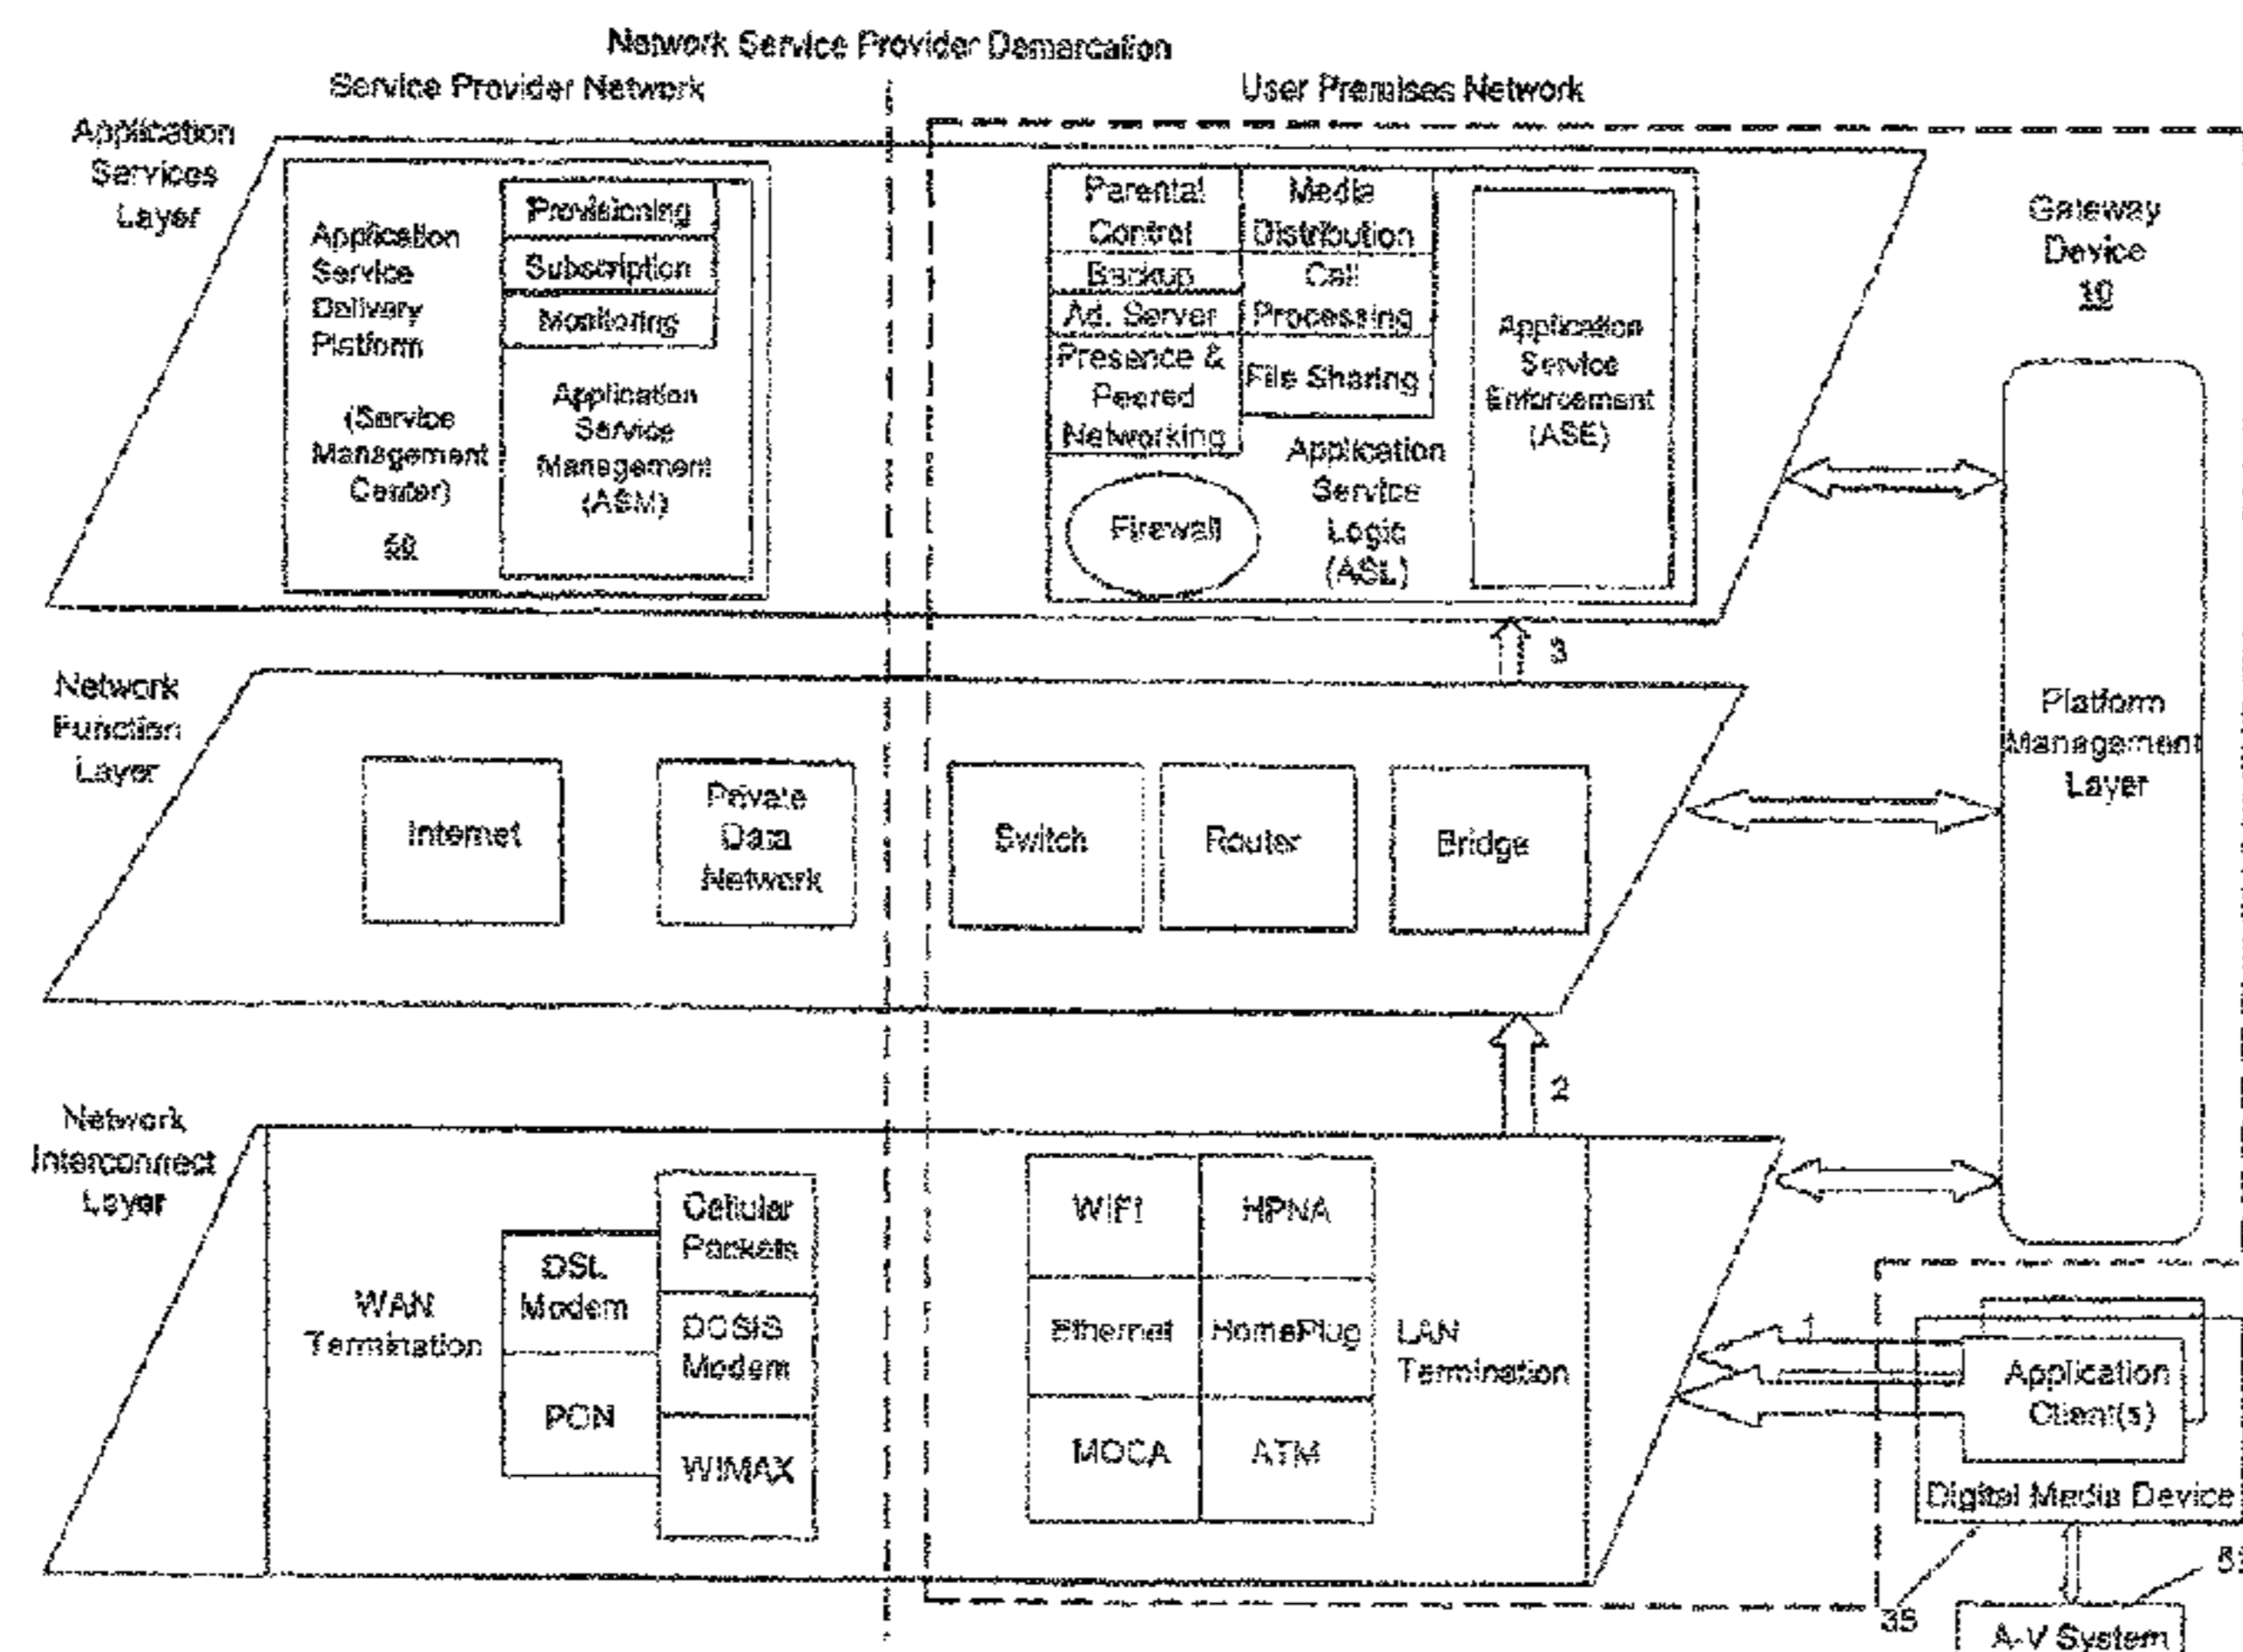 Network Service Provider Demarcation
Service Provider Network
User Premises Network
Application
Services
Layer
Application
Service
Delivery
Platform
(Service
Management
Center)
Provisioning
Subscription
Monitoring
Application
Service
Management
(ASM)
Parental
Control
Backup
Ad. Server
Presence &
Peered
Networking
Media
Distribution
Call
Processing
File Sharing
Firewall
Application
Service
Logic
(ASL)
Application
Service
Enforcement
(ASE)
Gateway
Device
10
3
Network
Function
Layer
Internet
Private
Data
Network
Switch
Router
Bridge
Platform
Management
Layer
2
Network
Interconnect
Layer
WAN
Termination
DSL
Modem
PON
Cellular
Packets
DCSIS
Modem
WIMAX
WIFI
HPNA
Ethernet
HomePlug
MOCA
ATM
LAN
Termination
1
Application
Client(s)
Digital Media Device
35
A-V System